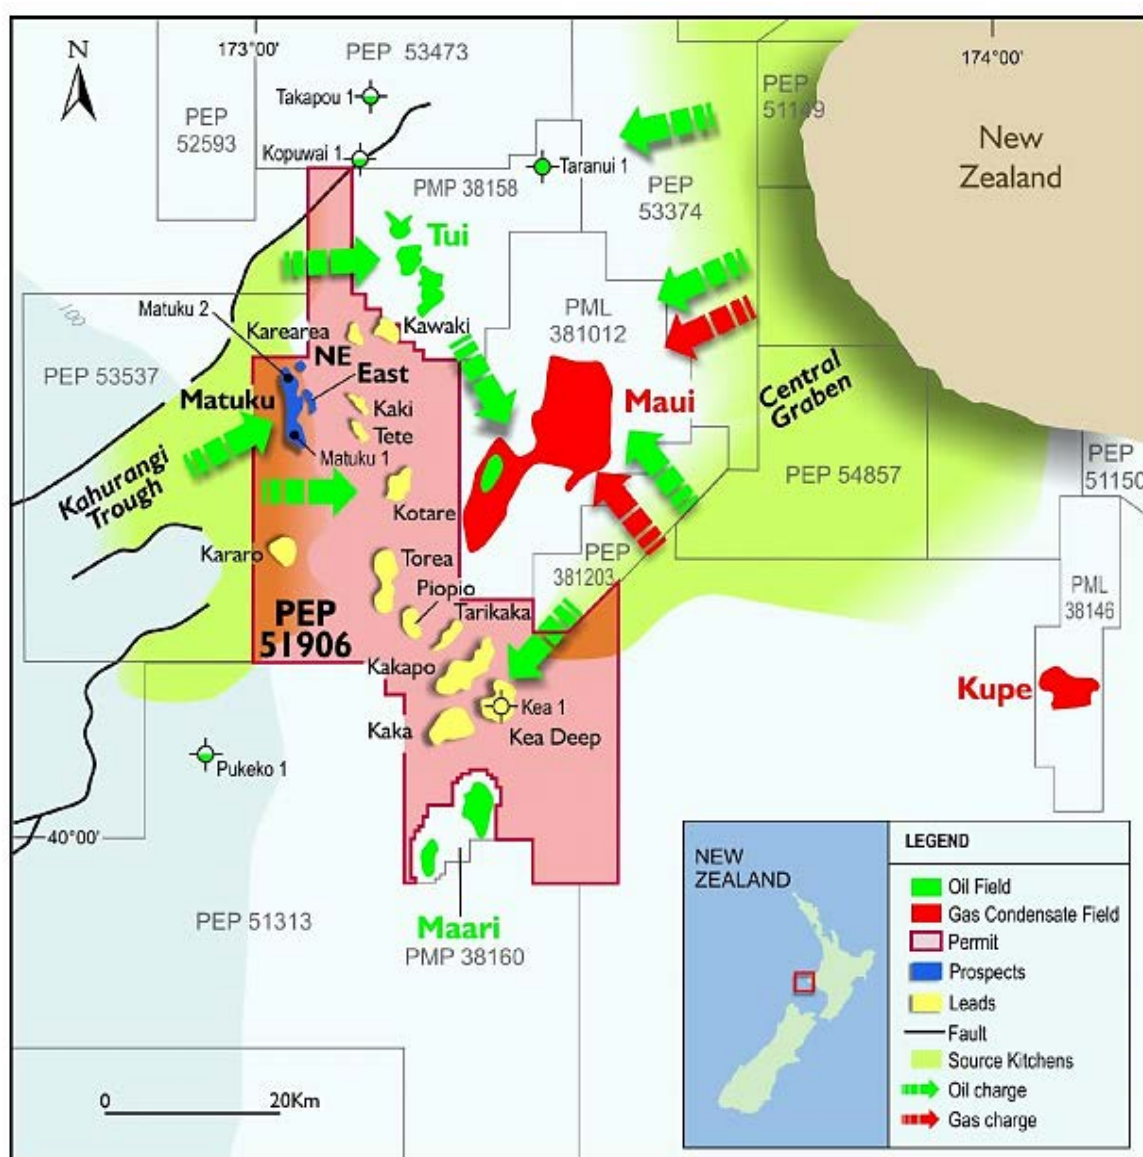 N
173°00'
PEP 53473
174°00'
Takapou 1
PEP
51149
PEP
52593
New
Zealand
Kopuwai 1
Taranui 1
PMP 38158
PEP
53374
Tui
100
Matuku 2
PML
381012
Karearea
Kawaki
NE
East
PEP 53537
Matuku
Maui
Central
Graben
Kaki
Tete
Matuku 1
PEP
51150
Kahurangi
Trough
PEP 54857
Kotare
Kararo
Torea
PEP
381203
Piopio
PML
38146
PEP
51906
Tarikaka
Kakapo
Kupe
Kea 1
Kaka
Kea Deep
Pukeko 1
40°00'
PEP 51313
Maari
PMP 38160
0
20Km
NEW
ZEALAND
LEGEND
Oil Field
Gas Condensate Field
Permit
Prospects
Leads
Fault
Source Kitchens
Oil charge
Gas charge